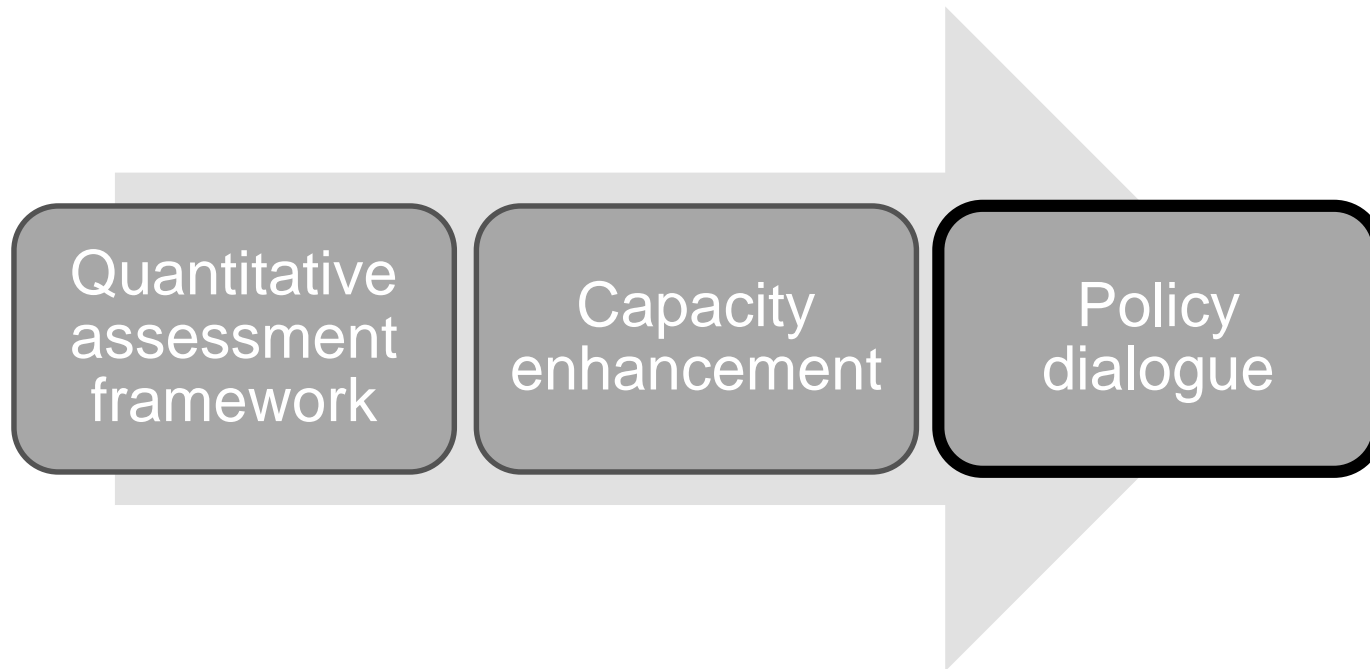 Quantitative
assessment
framework
Capacity
enhancement
Policy
dialogue